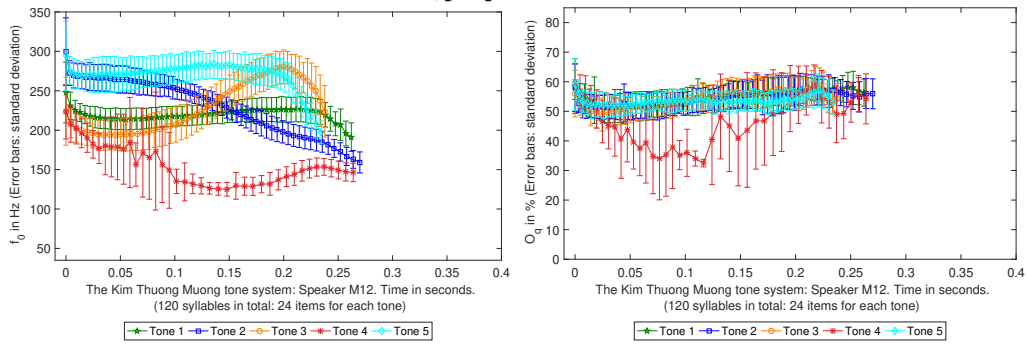 350
300
250
200
150
100
50
f0 in Hz (Error bars: standard deviation)
0 0.05 0.1 0.15 0.2 0.25 0.3 0.4
The Kim Thuong Muong tone system: Speaker M12. Time in seconds.
(120 syllables in total: 24 items for each tone)
Tone 1 Tone 2 Tone 3 Tone 4 Tone 5
80
70
60
50
40
30
20
10
0
Oq in % (Error bars: standard deviation)
0 0.05 0.1 0.15 0.2 0.25 0.3 0.4
The Kim Thuong Muong tone system: Speaker M12. Time in seconds.
(120 syllables in total: 24 items for each tone)
Tone 1 Tone 2 Tone 3 Tone 4 Tone 5